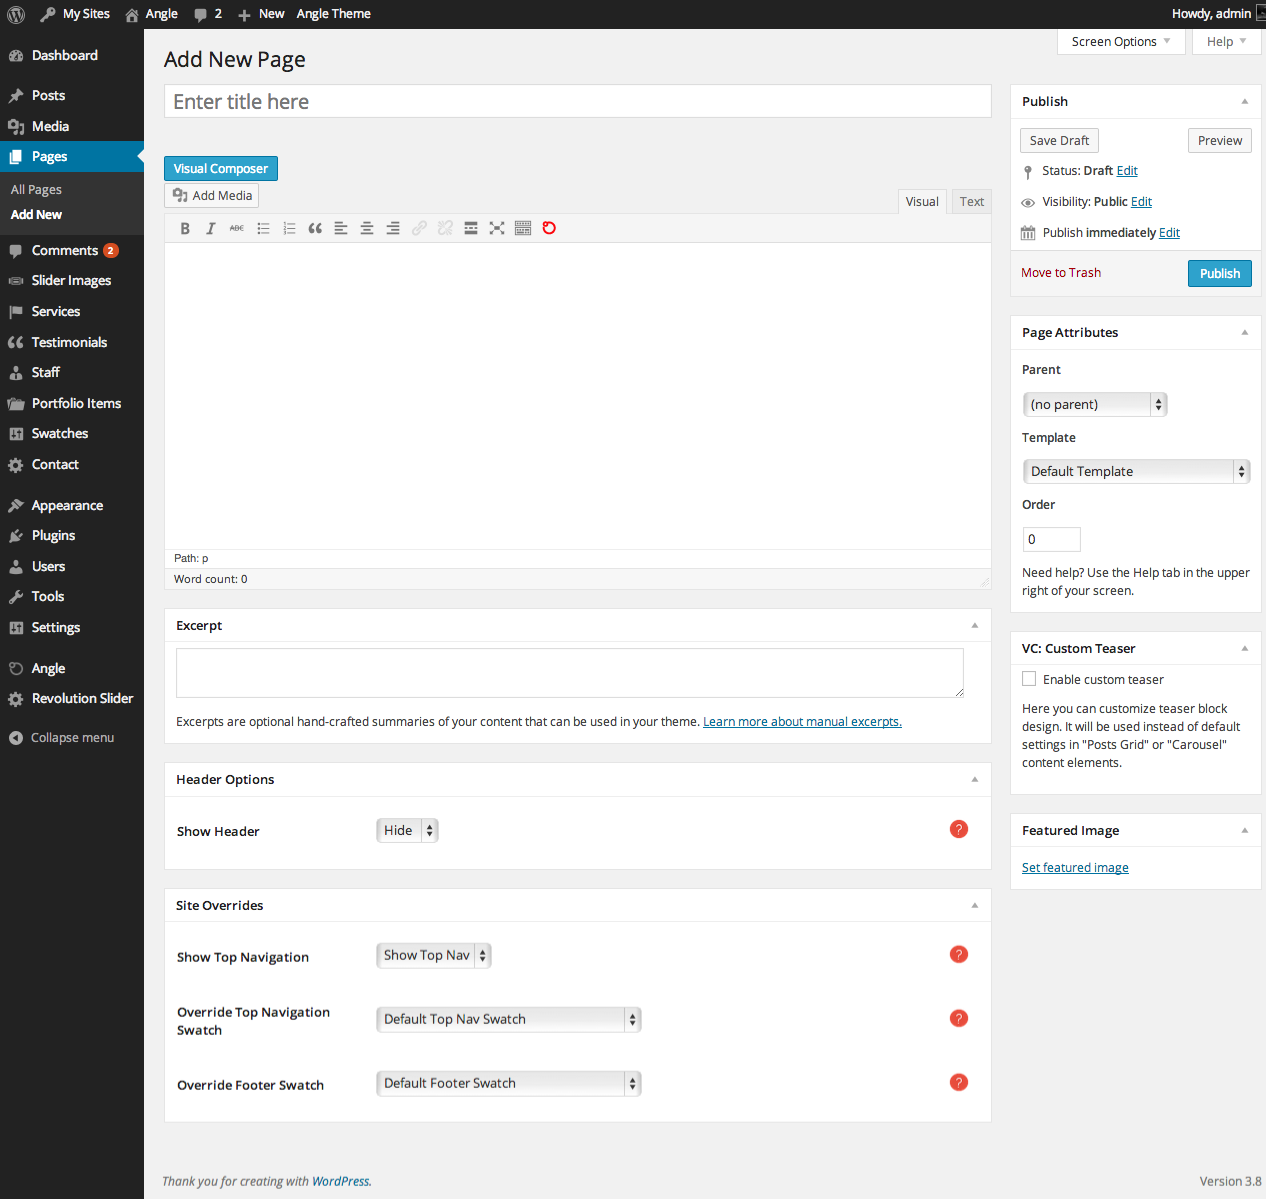 My Sites
Angle
2
New
Angle Theme
Howdy, admin
Dashboard
Posts
Media
Pages
All Pages
Add New
Comments 2
Slider Images
Services
Testimonials
Staff
Portfolio Items
Swatches
Contact
Appearance
Plugins
Users
Tools
Settings
Angle
Revolution Slider
Collapse menu
Screen Options
Help
Add New Page
Enter title here
Visual Composer
Add Media
Visual
Text
B I ABC
Path: p
Word count: 0
Excerpt
Excerpts are optional hand-crafted summaries of your content that can be used in your theme. Learn more about manual excerpts.
Header Options
Show Header
Hide
?
Site Overrides
Show Top Navigation
Show Top Nav
?
Override Top Navigation
Swatch
Default Top Nav Swatch
?
Override Footer Swatch
Default Footer Swatch
?
Publish
Save Draft
Preview
Status: Draft Edit
Visibility: Public Edit
Publish immediately Edit
Move to Trash
Publish
Page Attributes
Parent
(no parent)
Template
Default Template
Order
0
Need help? Use the Help tab in the upper
right of your screen.
VC: Custom Teaser
Enable custom teaser
Here you can customize teaser block
design. It will be used instead of default
settings in "Posts Grid" or "Carousel"
content elements.
Featured Image
Set featured image
Thank you for creating with WordPress.
Version 3.8